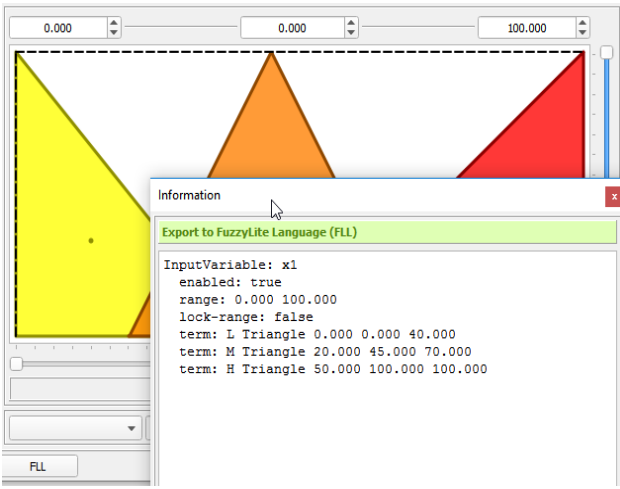 0.000
0.000
100.000
Information
x
Export to FuzzyLite Language (FLL)
InputVariable: x1
enabled: true
range: 0.000 100.000
lock-range: false
term: L Triangle 0.000 0.000 40.000
term: M Triangle 20.000 45.000 70.000
term: H Triangle 50.000 100.000 100.000
FLL